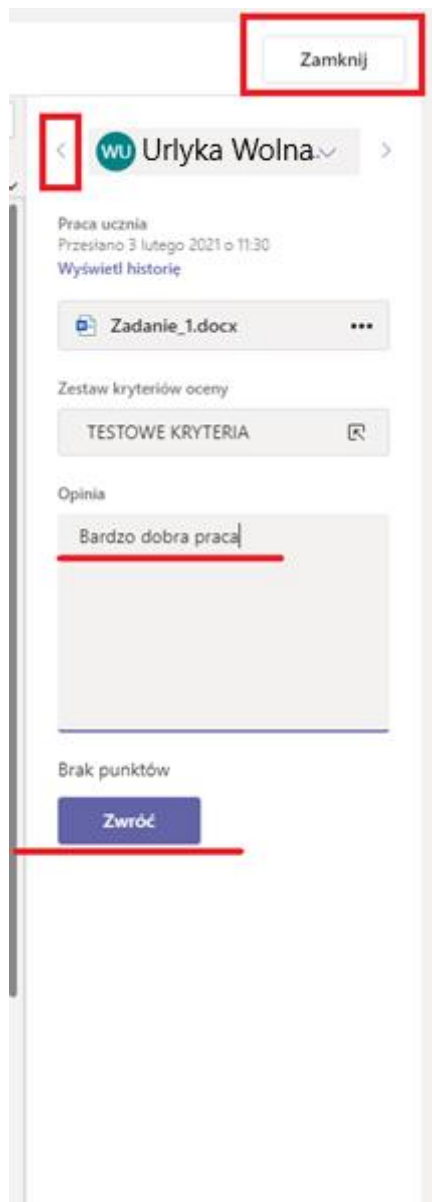 Zamknij
WU Urlyka Wolna
Praca ucznia
Przesłano 3 lutego 2021 o 11:30
Wyświetl historię
Zadanie_1.docx
Zestaw kryteriów oceny
TESTOWE KRYTERIA
Opinia
Bardzo dobra praca
Brak punktów
Zwróć